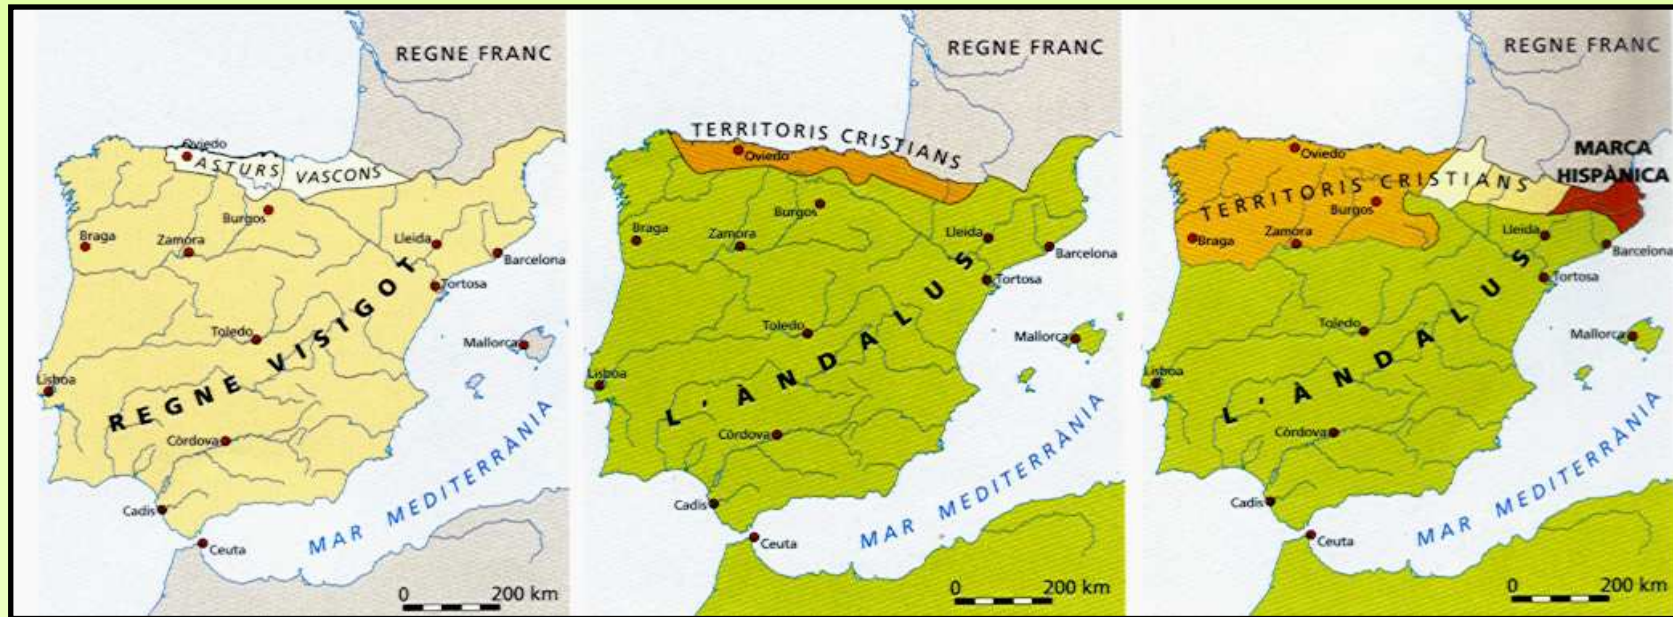 REGNE FRANC
Oviedo
ASTURS
VASCONS
Burgos
Braga
Zamora
Lleida
Barcelona
Tortosa
Toledo
Mallorca
Lisboa
REGNE VISIGOT
Còrdova
Cadis
Ceuta
MAR MEDITERRÀNIA
0 200 km
REGNE FRANC
TERRITORIS CRISTIANS
Oviedo
Burgos
Braga
Zamora
Lleida
Barcelona
Tortosa
Toledo
Mallorca
Lisboa
L'ÀNDALUS
Còrdova
Cadis
Ceuta
MAR MEDITERRÀNIA
0 200 km
REGNE FRANC
Oviedo
MARCA
HISPÀNICA
TERRITORIS CRISTIANS
Burgos
Braga
Zamora
Lleida
Barcelona
Tortosa
Toledo
Mallorca
Lisboa
L'ÀNDALUS
Còrdova
Cadis
Ceuta
MAR MEDITERRÀNIA
0 200 km